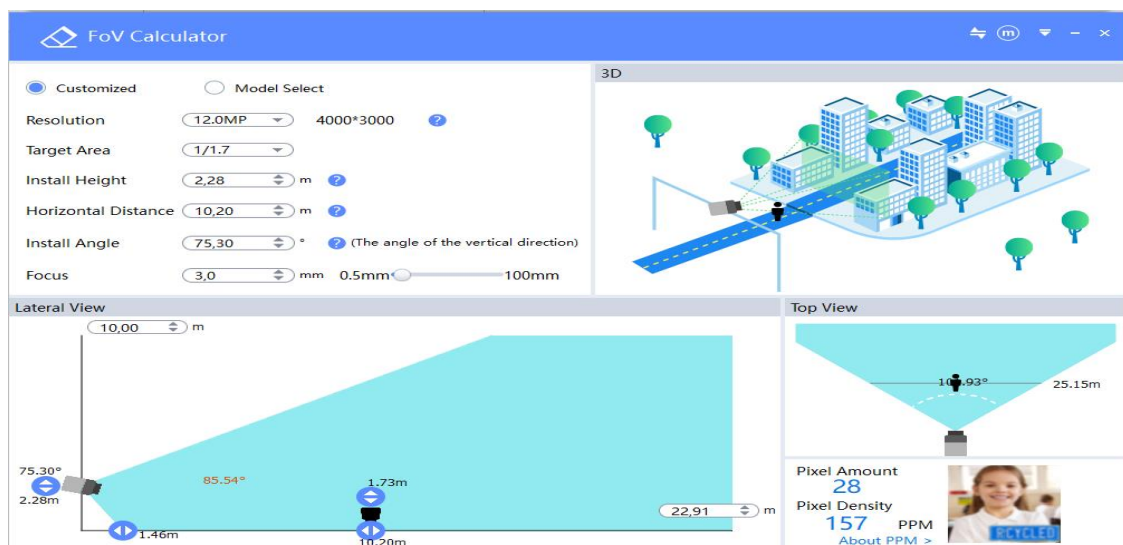 FoV Calculator
m
3D
Customized Model Select
Resolution 12.0MP 4000*3000 ?
Target Area 1/1.7
Install Height 2,28 m ?
Horizontal Distance 10,20 m ?
Install Angle 75,30 ° ? (The angle of the vertical direction)
Focus 3,0 mm 0.5mm 100mm
Lateral View
10,00 m
75.30°
2.28m
85.54°
1.73m
1.46m
10.20m
22,91 m
Top View
25.15m
Pixel Amount
28
Pixel Density
157 PPM
About PPM >
RCYCLED